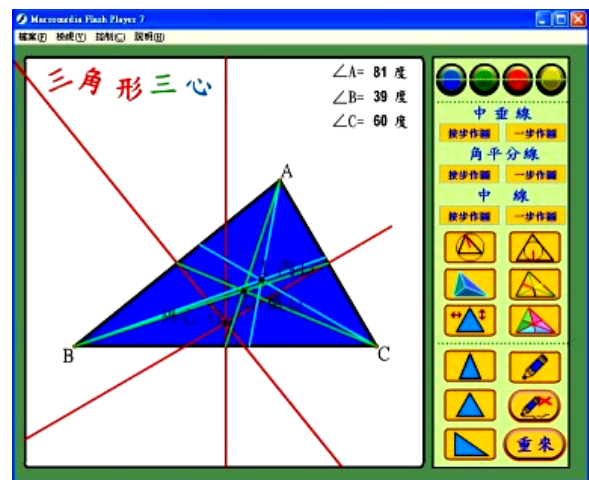 Macromedia Flash Player 7
檔案(F) 檢視(V) 控制(C) 說明(H)
三角形三心
∠A= 81 度
∠B= 39 度
∠C= 60 度
A
B
C
中垂線
按步作圖 一步作圖
角平分線
按步作圖 一步作圖
中線
按步作圖 一步作圖
重來